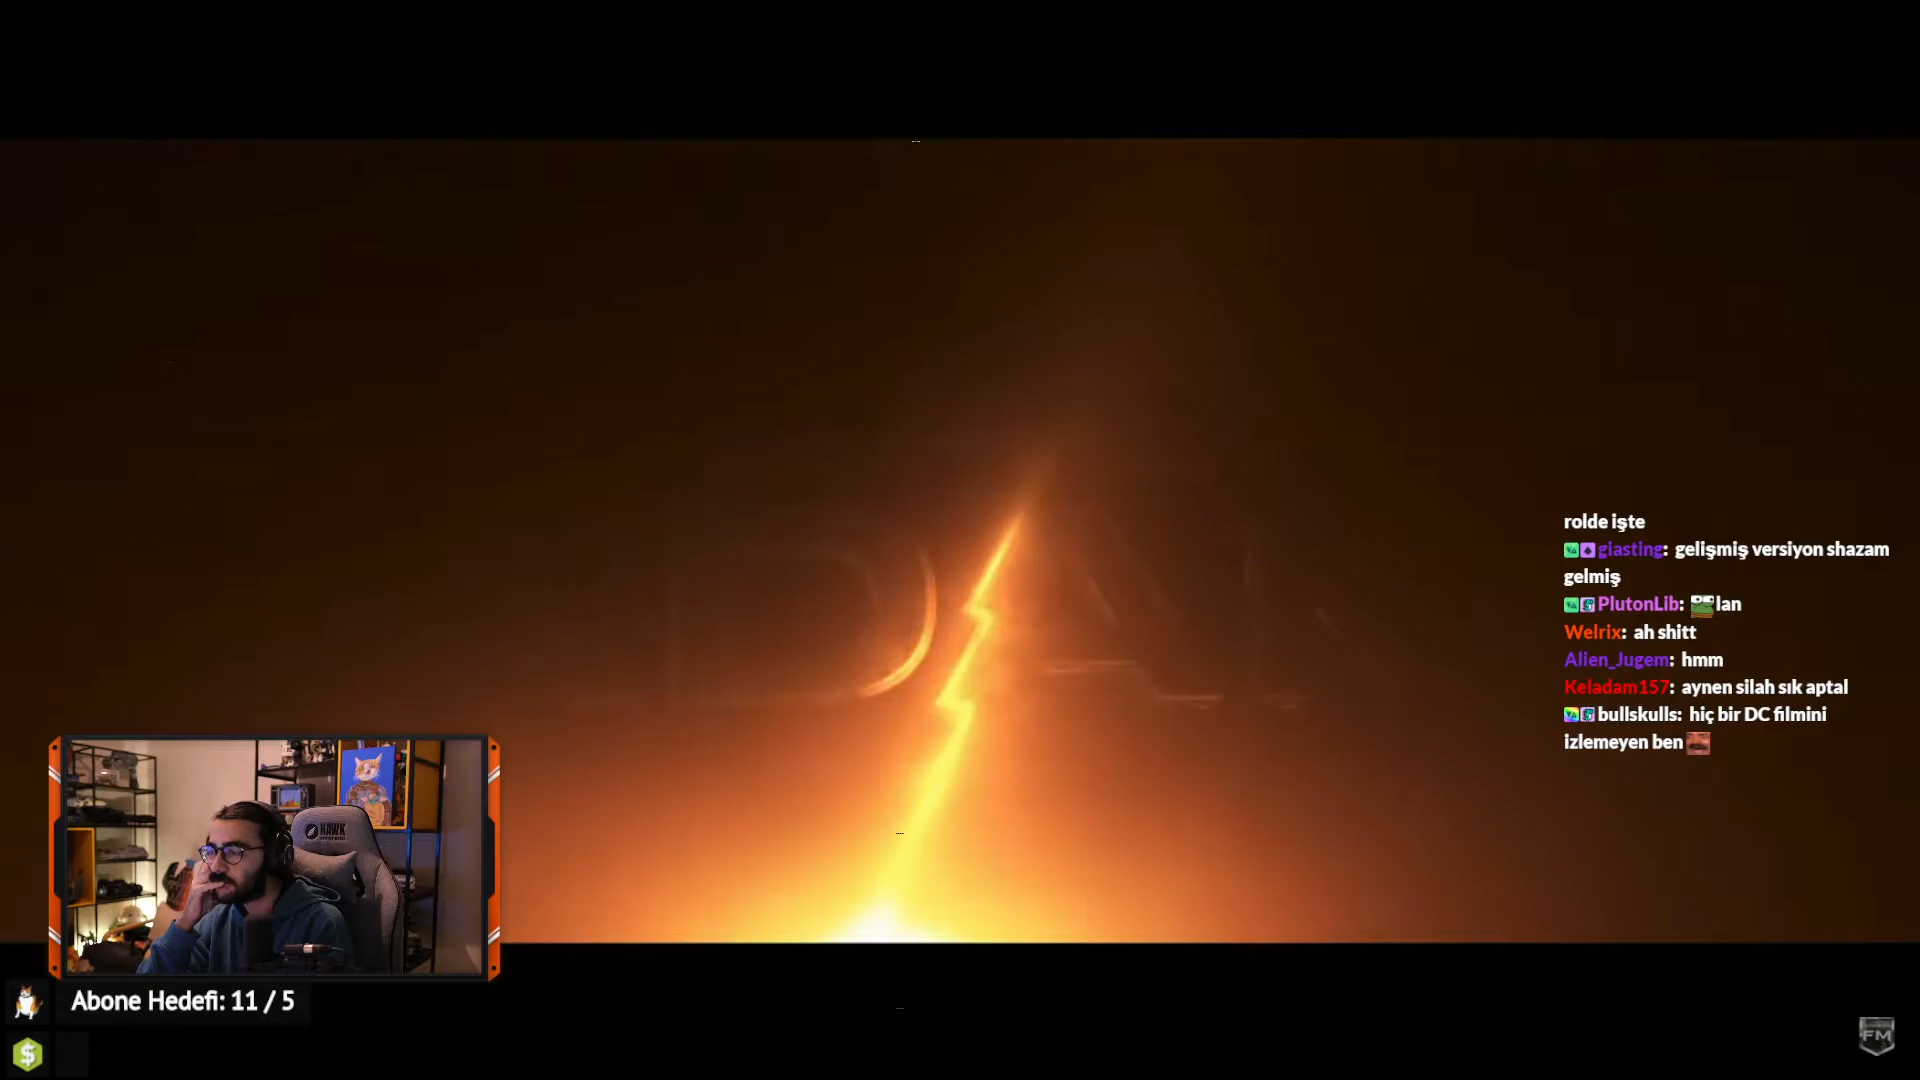 rolde işte
giasting: gelişmiş versiyon shazam
gelmiş
PlutonLib: lan
Welrix: ah shitt
Alien_Jugem: hmm
Keladam157: aynen silah sık aptal
bullskulls: hiç bir DC filmini
izlemeyen ben
HAWK
Abone Hedefi: 11 / 5
$
FM